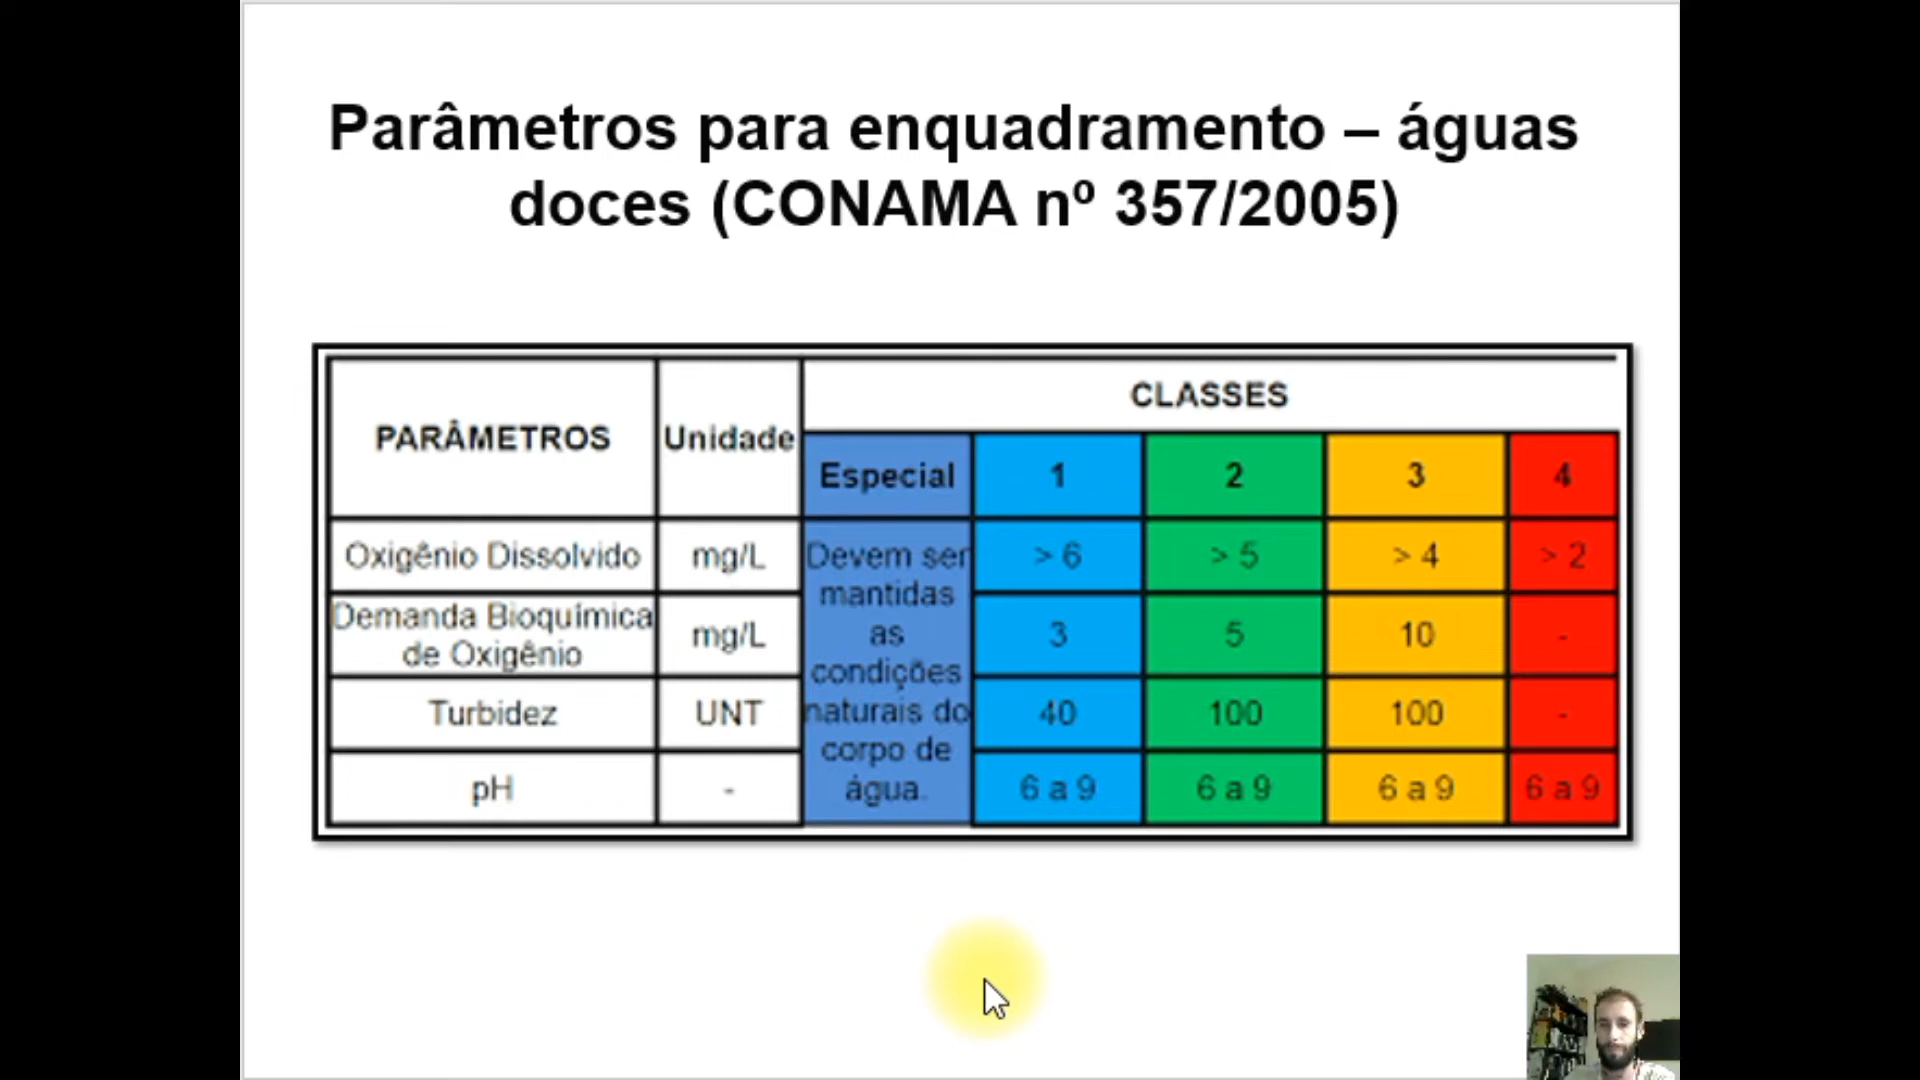 Parâmetros para enquadramento – águas
doces (CONAMA nº 357/2005)
PARÂMETROS Unidade CLASSES
Especial 1 2 3 4
Oxigênio Dissolvido mg/L > 6 > 5 > 4 > 2
Demanda Bioquímica
de Oxigênio mg/L 3 5 10 -
Turbidez UNT 40 100 100 -
pH - 6 a 9 6 a 9 6 a 9 6 a 9
Devem ser
mantidas
as
condições
naturais do
corpo de
água.